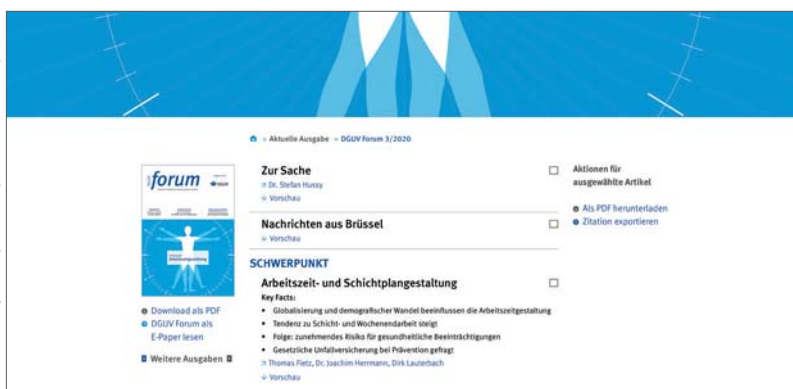 Aktuelle Ausgabe » DGUV Forum 3/2020
forum
Download als PDF
DGUV Forum als
E-Paper lesen
Weitere Ausgaben
Zur Sache
Dr. Stefan Hussy
Vorschau
Nachrichten aus Brüssel
Vorschau
SCHWERPUNKT
Arbeitszeit- und Schichtplangestaltung
Key Facts:
• Globalisierung und demografischer Wandel beeinflussen die Arbeitszeitgestaltung
• Tendenz zu Schicht- und Wochenendarbeit steigt
• Folge: zunehmendes Risiko für gesundheitliche Beeinträchtigungen
• Gesetzliche Unfallversicherung bei Prävention gefragt
Thomas Fietz, Dr. Joachim Herrmann, Dirk Lauterbach
Vorschau
Aktionen für
ausgewählte Artikel
Als PDF herunterladen
Zitation exportieren